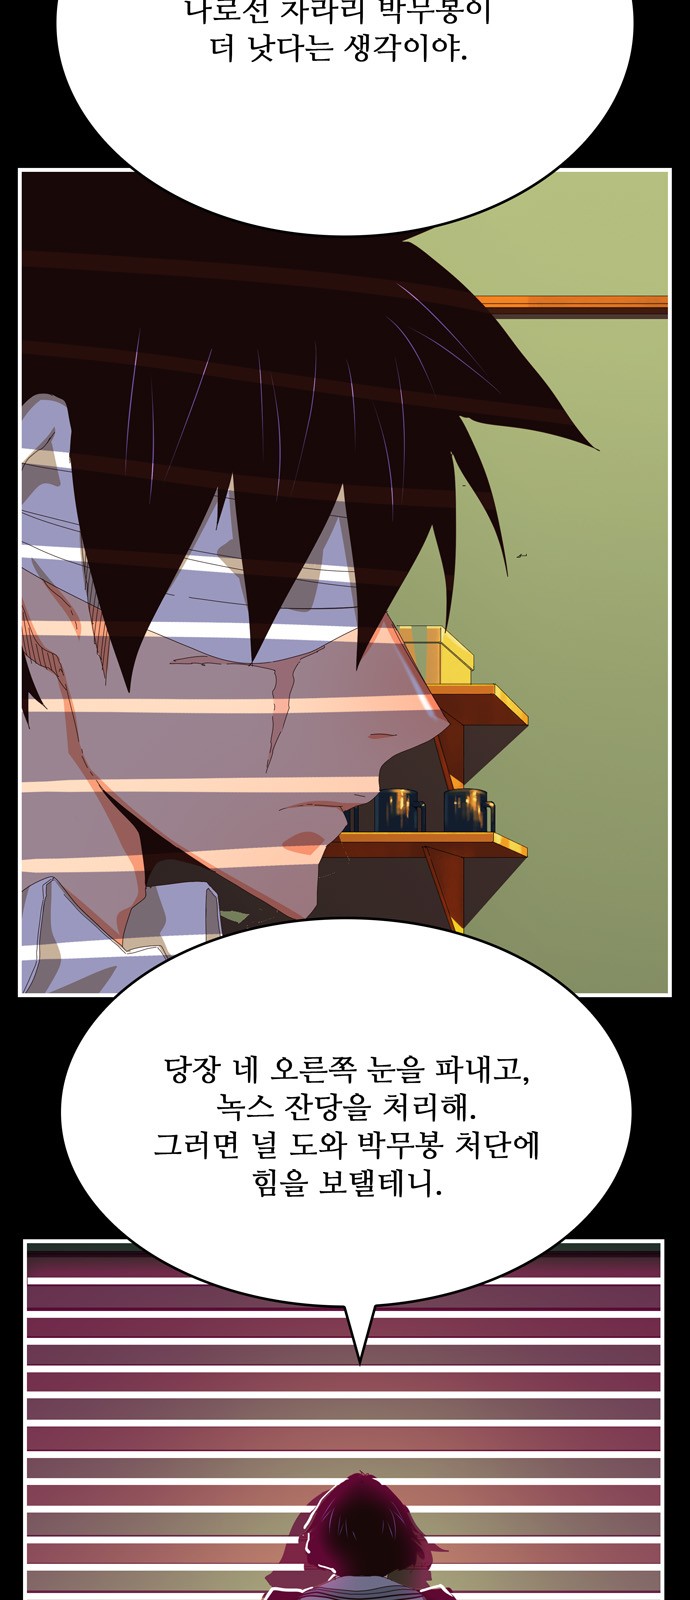 나로선 차라리 박무봉이
더 낫다는 생각이야.
당장 네 오른쪽 눈을 파내고,
녹스 잔당을 처리해.
그러면 널 도와 박무봉 처단에
힘을 보탤테니.